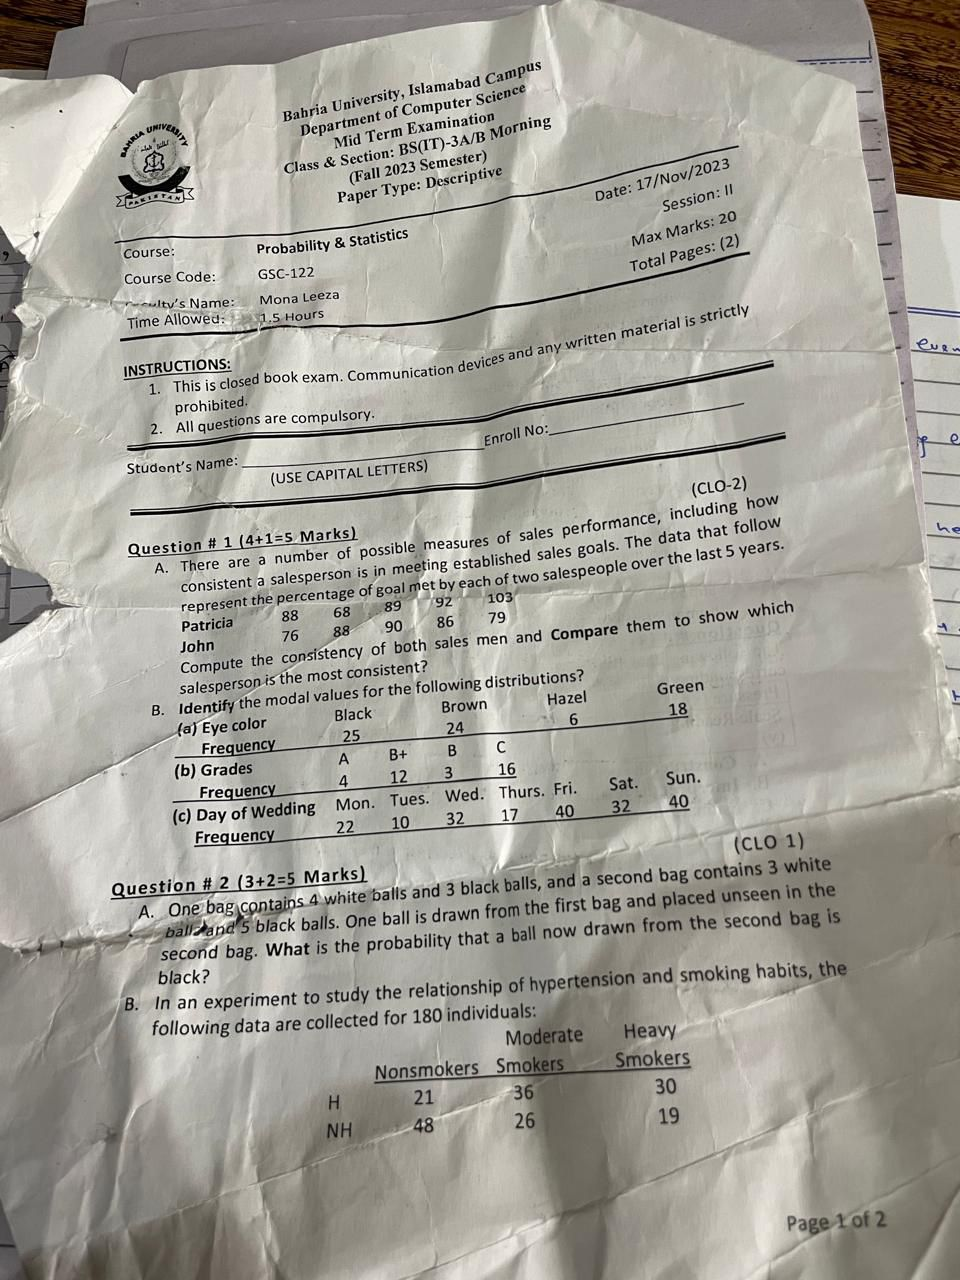 Bahria University, Islamabad Campus
Department of Computer Science
Mid Term Examination
Class & Section: BS(IT)-3A/B Morning
(Fall 2023 Semester)
Paper Type: Descriptive
BAHRIA UNIVERSITY
PAKISTAN
Date: 17/Nov/2023
Session: II
Max Marks: 20
Total Pages: (2)
Course: Probability & Statistics
Course Code: GSC-122
Faculty's Name: Mona Leeza
Time Allowed: 1.5 Hours
INSTRUCTIONS:
1. This is closed book exam. Communication devices and any written material is strictly
prohibited.
2. All questions are compulsory.
Student's Name: Enroll No:
(USE CAPITAL LETTERS)
(CLO-2)
Question # 1 (4+1=5 Marks)
A. There are a number of possible measures of sales performance, including how
consistent a salesperson is in meeting established sales goals. The data that follow
represent the percentage of goal met by each of two salespeople over the last 5 years.
Patricia 88 68 89 92 103
John 76 88 90 86 79
Compute the consistency of both sales men and Compare them to show which
salesperson is the most consistent?
B. Identify the modal values for the following distributions?
(a) Eye color Black Brown Hazel Green
Frequency 25 24 6 18
(b) Grades A B+ B C
Frequency 4 12 3 16
(c) Day of Wedding Mon. Tues. Wed. Thurs. Fri. Sat. Sun.
Frequency 22 10 32 17 40 32 40
(CLO 1)
Question # 2 (3+2=5 Marks)
A. One bag contains 4 white balls and 3 black balls, and a second bag contains 3 white
balls and 5 black balls. One ball is drawn from the first bag and placed unseen in the
second bag. What is the probability that a ball now drawn from the second bag is
black?
B. In an experiment to study the relationship of hypertension and smoking habits, the
following data are collected for 180 individuals:
Moderate Heavy
Nonsmokers Smokers Smokers
H 21 36 30
NH 48 26 19
Page 1 of 2